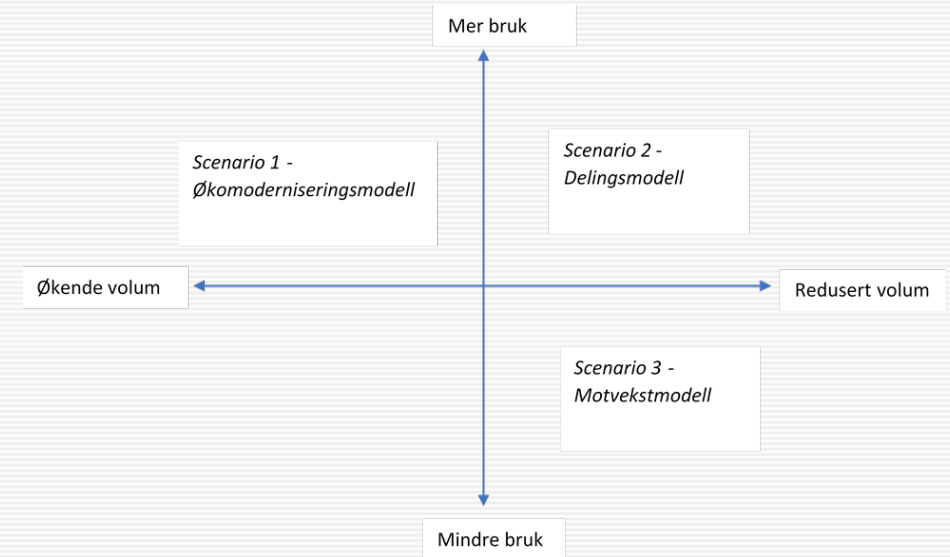 Mer bruk
Scenario 1 -
Økomoderniseringsmodell
Scenario 2 -
Delingsmodell
Økende volum
Redusert volum
Scenario 3 -
Motvekstmodell
Mindre bruk